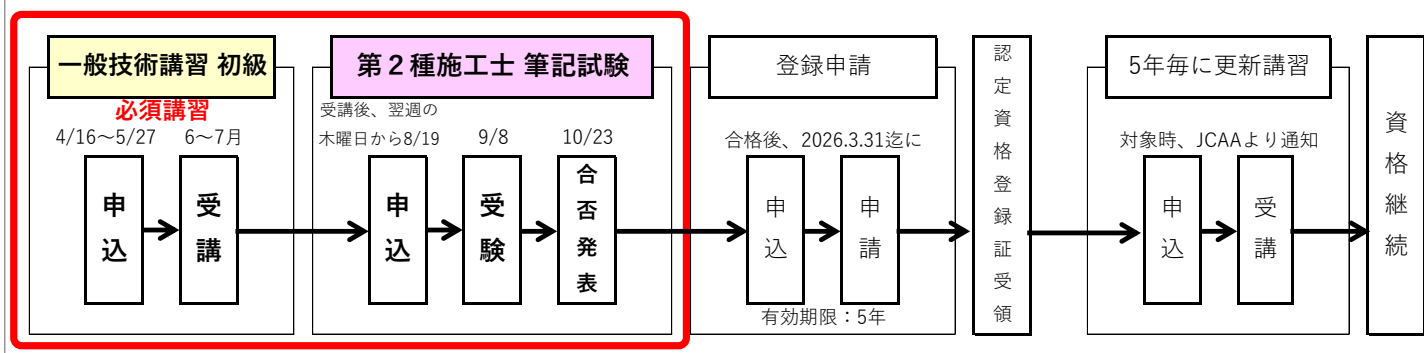 一般技術講習 初級
必須講習
4/16～5/27
6～7月
申込
受講
第２種施工士 筆記試験
受講後、翌週の
木曜日から8/19
9/8
10/23
申込
受験
合否発表
登録申請
合格後、2026.3.31迄に
申込
申請
有効期限：5年
認定資格登録証受領
5年毎に更新講習
対象時、JCAAより通知
申込
受講
資格継続